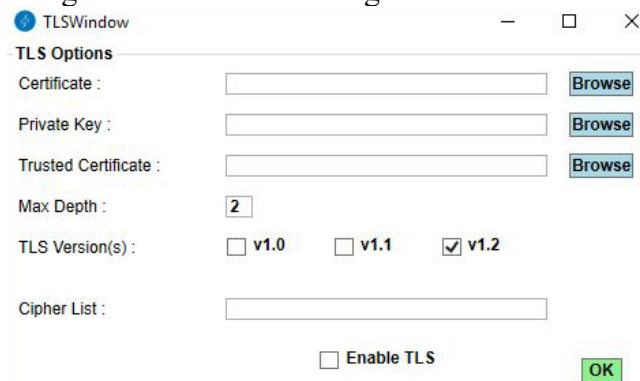 TLSWindow
TLS Options
Certificate : Browse
Private Key : Browse
Trusted Certificate : Browse
Max Depth : 2
TLS Version(s) : v1.0 v1.1 v1.2
Cipher List :
Enable TLS
OK